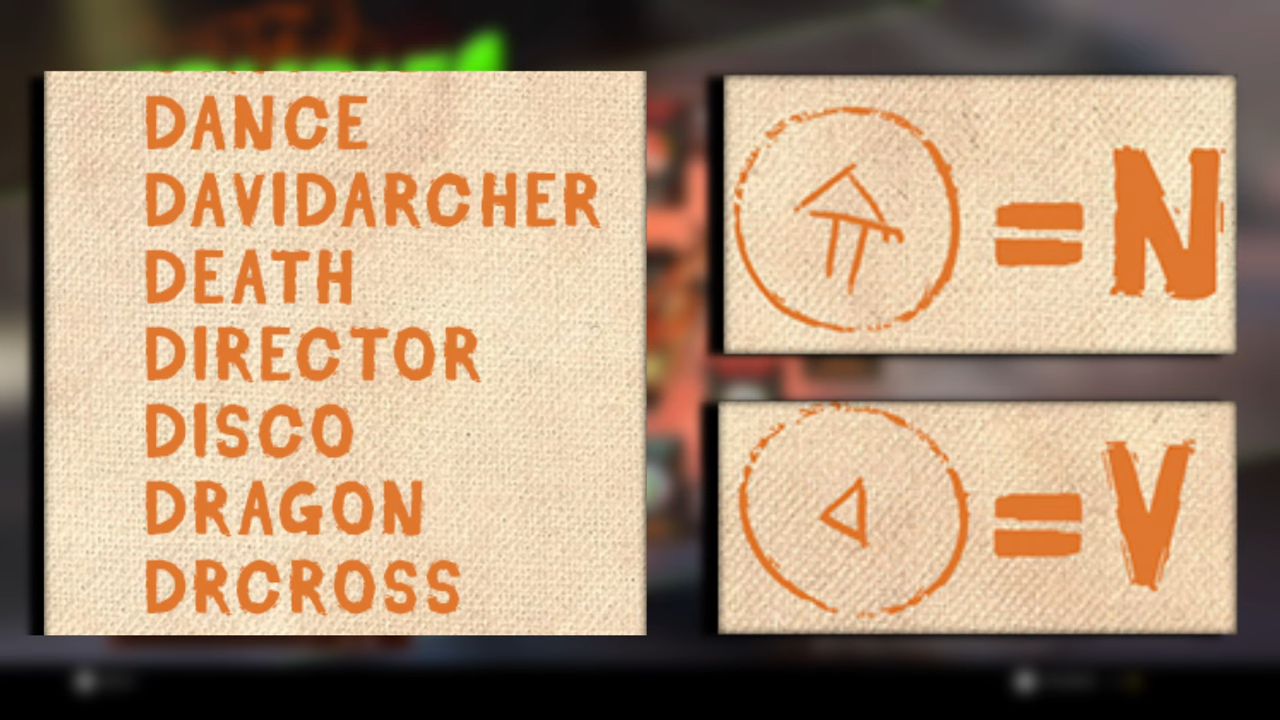 DANCE
DAVIDARCHER
DEATH
DIRECTOR
DISCO
DRAGON
DRCROSS
= N
= V